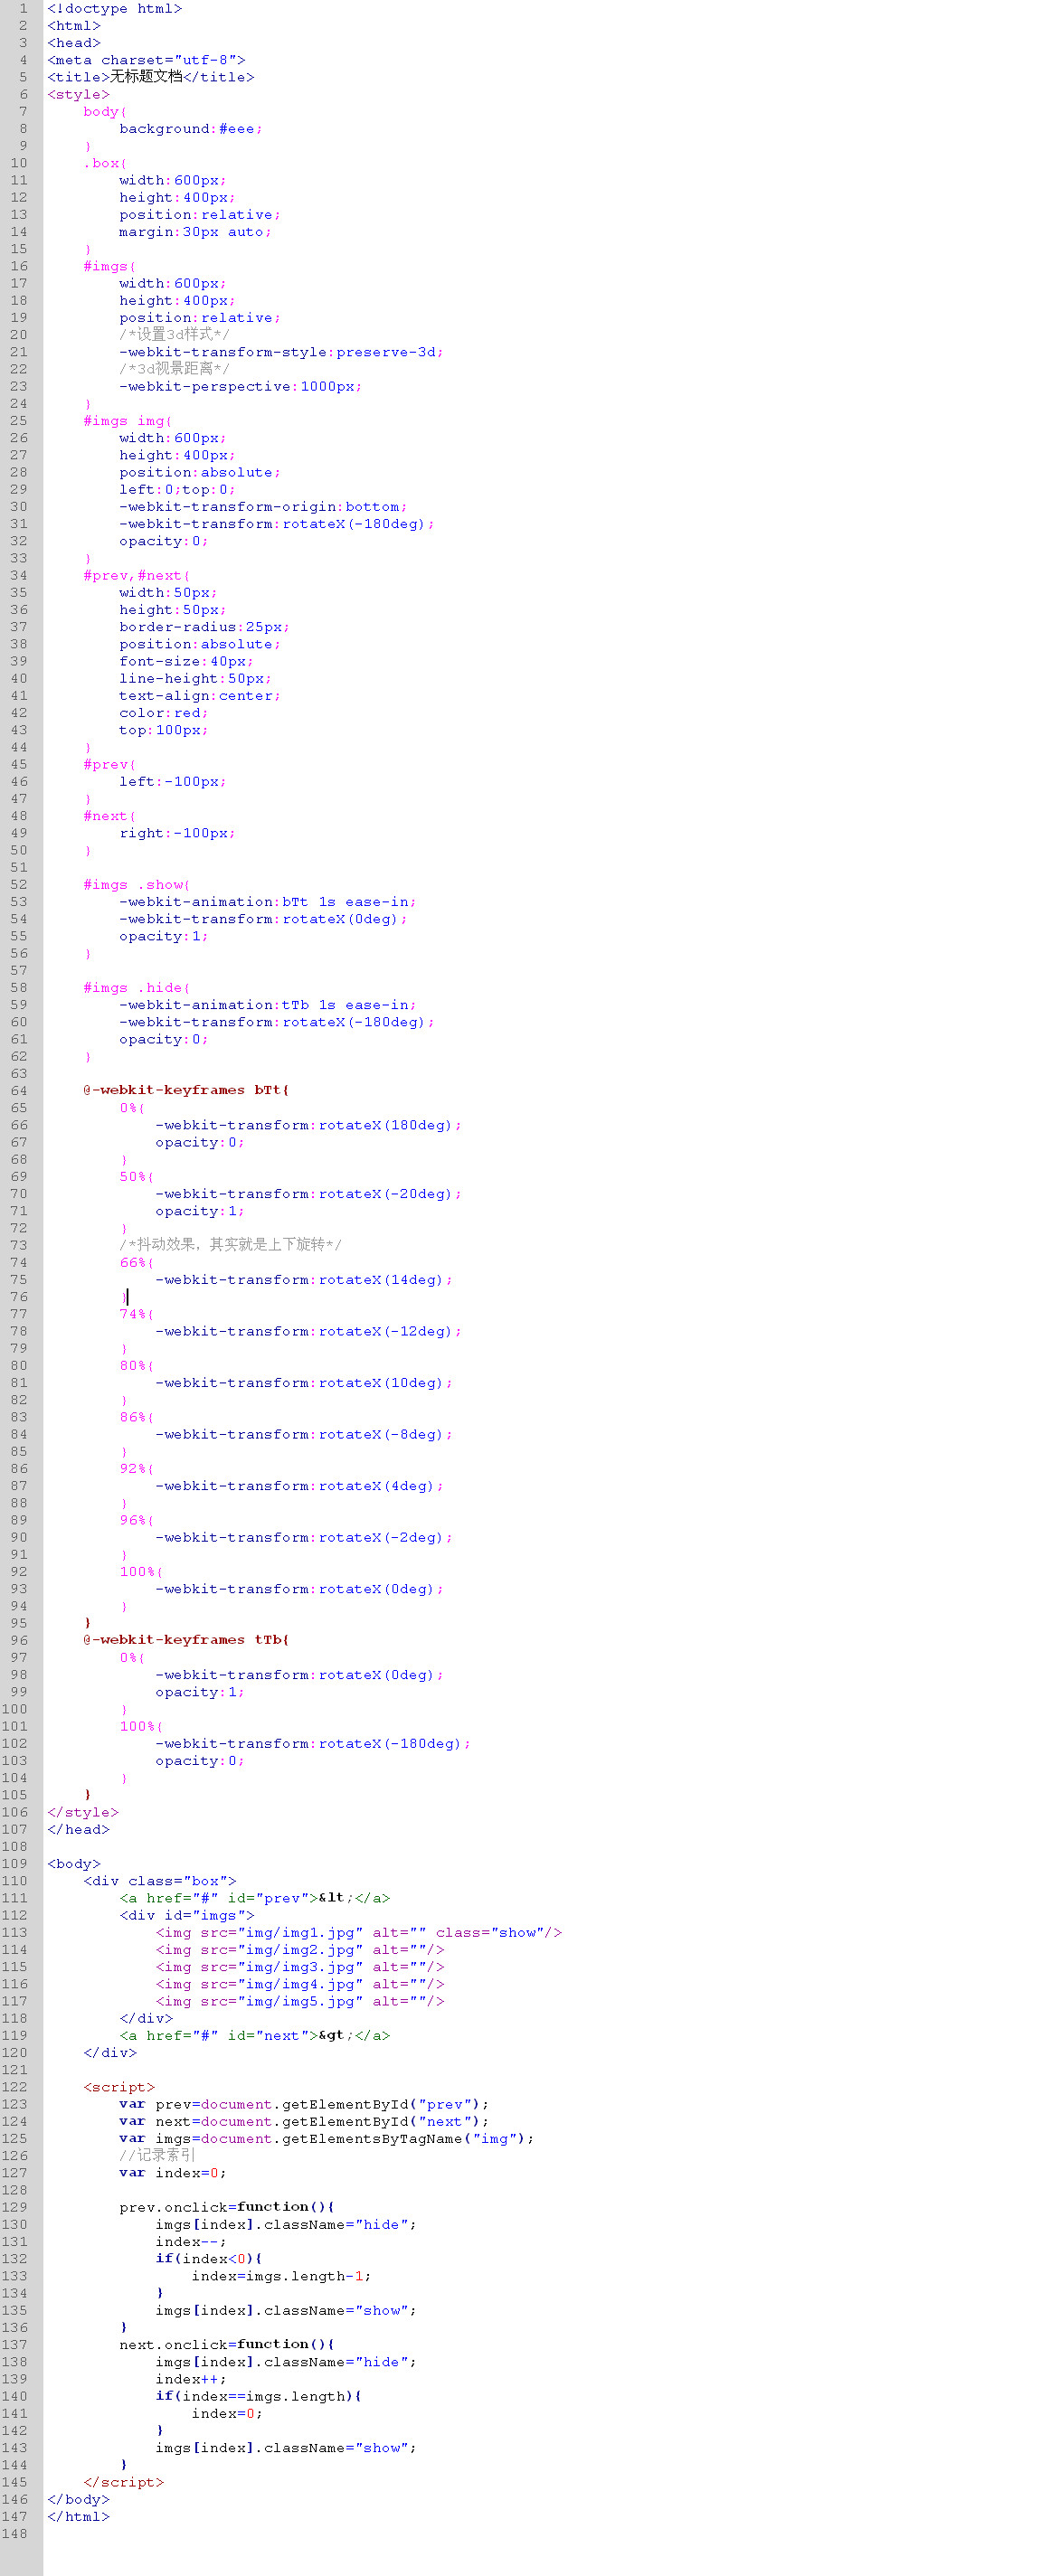 1 <!doctype html>
2 <html>
3 <head>
4 <meta charset="utf-8">
5 <title>无标题文档</title>
6 <style>
7     body{
8         background:#eee;
9     }
10     .box{
11         width:600px;
12         height:400px;
13         position:relative;
14         margin:30px auto;
15     }
16     #imgs{
17         width:600px;
18         height:400px;
19         position:relative;
20         /*设置3d样式*/
21         -webkit-transform-style:preserve-3d;
22         /*3d视景距离*/
23         -webkit-perspective:1000px;
24     }
25     #imgs img{
26         width:600px;
27         height:400px;
28         position:absolute;
29         left:0;top:0;
30         -webkit-transform-origin:bottom;
31         -webkit-transform:rotateX(-180deg);
32         opacity:0;
33     }
34     #prev,#next{
35         width:50px;
36         height:50px;
37         border-radius:25px;
38         position:absolute;
39         font-size:40px;
40         line-height:50px;
41         text-align:center;
42         color:red;
43         top:100px;
44     }
45     #prev{
46         left:-100px;
47     }
48     #next{
49         right:-100px;
50     }
51
52     #imgs .show{
53         -webkit-animation:bTt 1s ease-in;
54         -webkit-transform:rotateX(0deg);
55         opacity:1;
56     }
57
58     #imgs .hide{
59         -webkit-animation:tTb 1s ease-in;
60         -webkit-transform:rotateX(-180deg);
61         opacity:0;
62     }
63
64     @-webkit-keyframes bTt{
65         0%{
66             -webkit-transform:rotateX(180deg);
67             opacity:0;
68         }
69         50%{
70             -webkit-transform:rotateX(-20deg);
71             opacity:1;
72         }
73         /*抖动效果，其实就是上下旋转*/
74         66%{
75             -webkit-transform:rotateX(14deg);
76         }
77         74%{
78             -webkit-transform:rotateX(-12deg);
79         }
80         80%{
81             -webkit-transform:rotateX(10deg);
82         }
83         86%{
84             -webkit-transform:rotateX(-8deg);
85         }
86         92%{
87             -webkit-transform:rotateX(4deg);
88         }
89         96%{
90             -webkit-transform:rotateX(-2deg);
91         }
92         100%{
93             -webkit-transform:rotateX(0deg);
94         }
95     }
96     @-webkit-keyframes tTb{
97         0%{
98             -webkit-transform:rotateX(0deg);
99             opacity:1;
100         }
101         100%{
102             -webkit-transform:rotateX(-180deg);
103             opacity:0;
104         }
105     }
106 </style>
107 </head>
108
109 <body>
110     <div class="box">
111         <a href="#" id="prev">&lt;</a>
112         <div id="imgs">
113             <img src="img/img1.jpg" alt="" class="show"/>
114             <img src="img/img2.jpg" alt=""/>
115             <img src="img/img3.jpg" alt=""/>
116             <img src="img/img4.jpg" alt=""/>
117             <img src="img/img5.jpg" alt=""/>
118         </div>
119         <a href="#" id="next">&gt;</a>
120     </div>
121
122     <script>
123         var prev=document.getElementById("prev");
124         var next=document.getElementById("next");
125         var imgs=document.getElementsByTagName("img");
126         //记录索引
127         var index=0;
128
129         prev.onclick=function(){
130             imgs[index].className="hide";
131             index--;
132             if(index<0){
133                 index=imgs.length-1;
134             }
135             imgs[index].className="show";
136         }
137         next.onclick=function(){
138             imgs[index].className="hide";
139             index++;
140             if(index==imgs.length){
141                 index=0;
142             }
143             imgs[index].className="show";
144         }
145     </script>
146 </body>
147 </html>
148